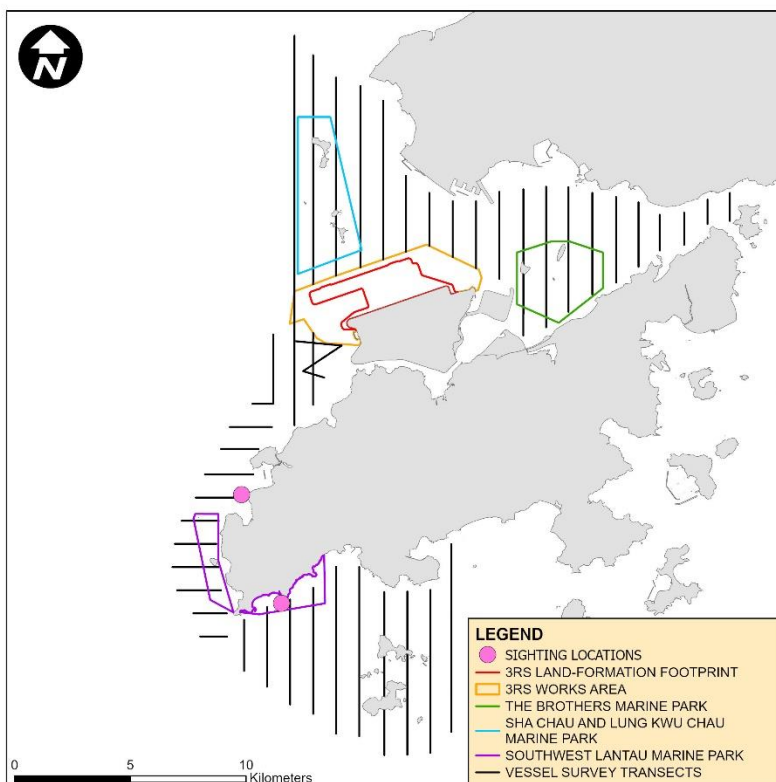 N
LEGEND
SIGHTING LOCATIONS
3RS LAND-FORMATION FOOTPRINT
3RS WORKS AREA
THE BROTHERS MARINE PARK
SHA CHAU AND LUNG KWU CHAU
MARINE PARK
SOUTHWEST LANTAU MARINE PARK
VESSEL SURVEY TRANSECTS
0 5 10
Kilometers